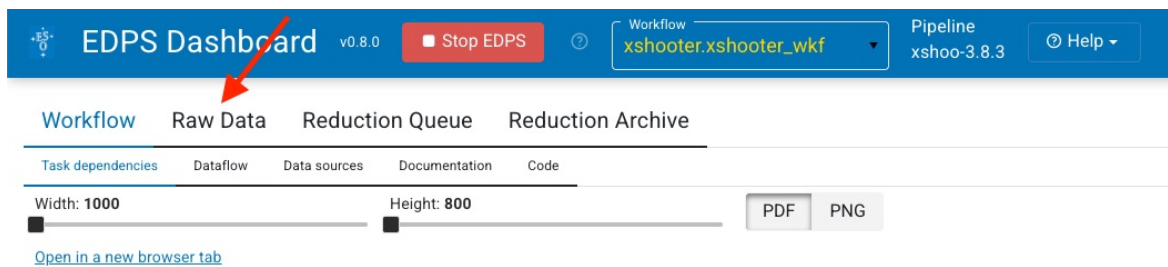 EDPS Dashboard v0.8.0 Stop EDPS Workflow xshooter.xshooter_wkf Pipeline xshoo-3.8.3 Help
Workflow Raw Data Reduction Queue Reduction Archive
Task dependencies Dataflow Data sources Documentation Code
Width: 1000 Height: 800 PDF PNG
Open in a new browser tab